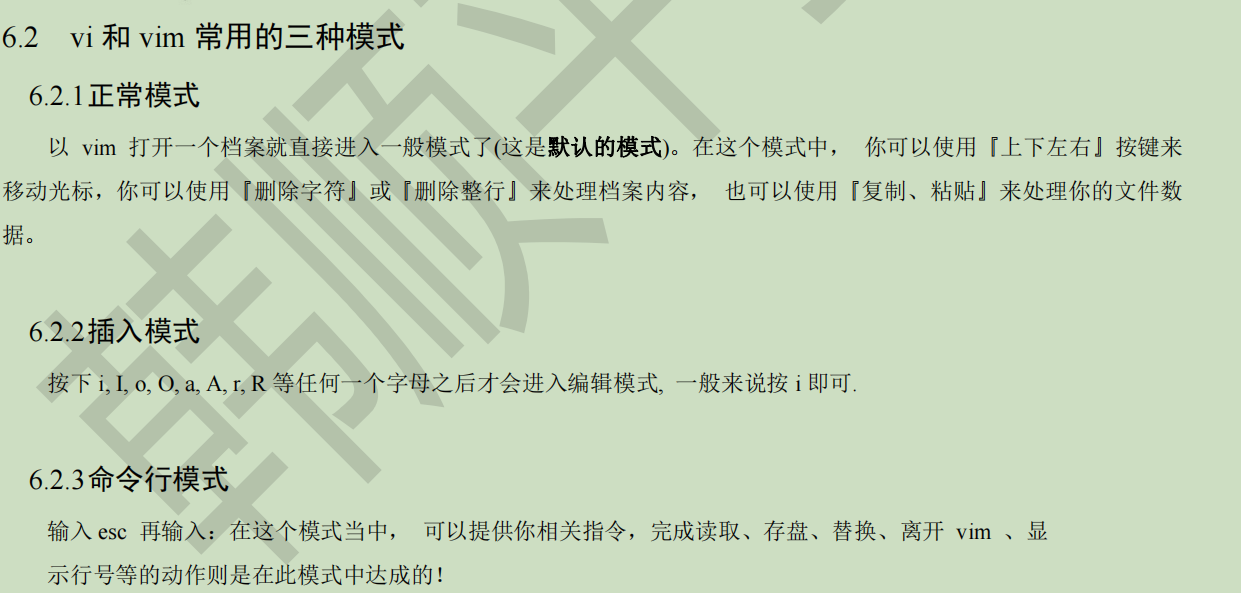 6.2 vi 和 vim 常用的三种模式
6.2.1正常模式
以 vim 打开一个档案就直接进入一般模式了(这是默认的模式)。在这个模式中， 你可以使用『上下左右』按键来
移动光标，你可以使用『删除字符』或『删除整行』来处理档案内容， 也可以使用『复制、粘贴』来处理你的文件数
据。
6.2.2插入模式
按下 i, I, o, O, a, A, r, R 等任何一个字母之后才会进入编辑模式, 一般来说按 i 即可.
6.2.3命令行模式
输入 esc 再输入：在这个模式当中， 可以提供你相关指令，完成读取、存盘、替换、离开 vim 、显
示行号等的动作则是在此模式中达成的！
韩顺平